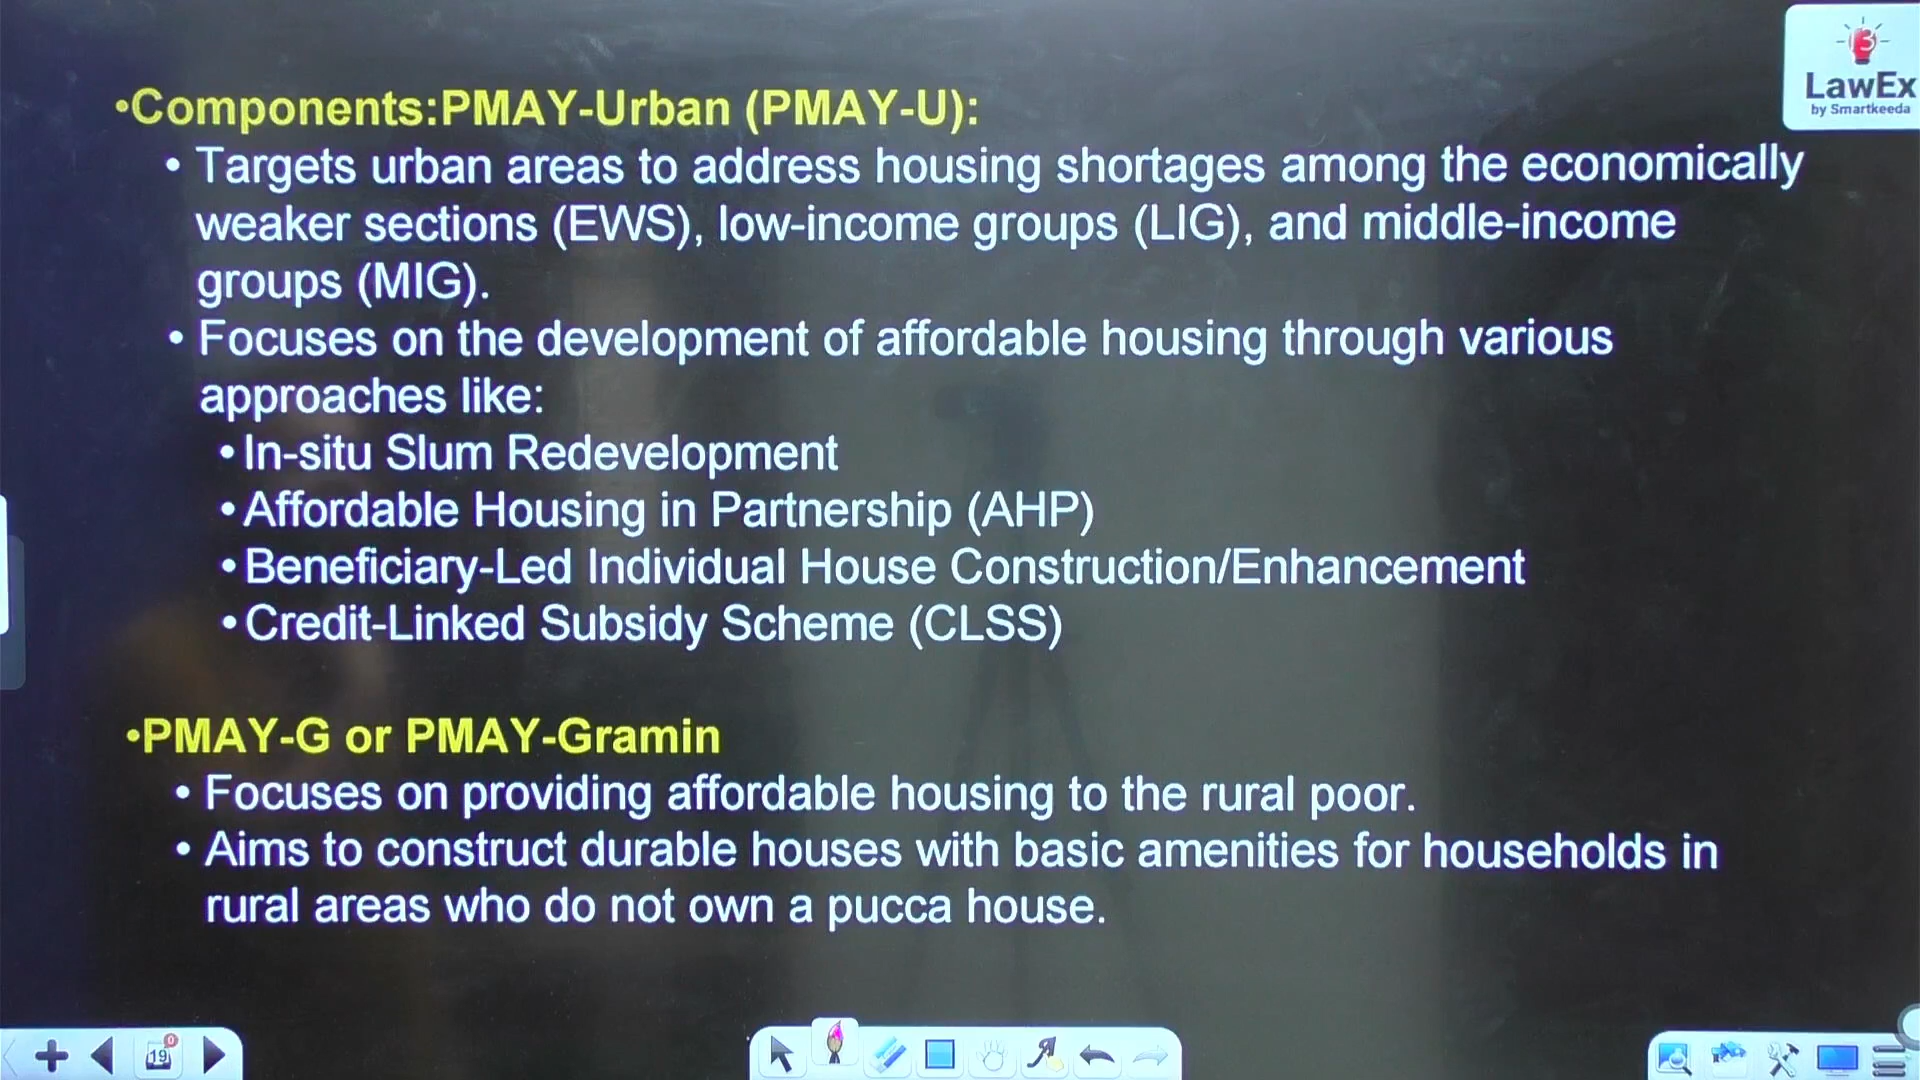 LawEx
by Smartkeeda
•Components:PMAY-Urban (PMAY-U):
• Targets urban areas to address housing shortages among the economically
weaker sections (EWS), low-income groups (LIG), and middle-income
groups (MIG).
• Focuses on the development of affordable housing through various
approaches like:
•In-situ Slum Redevelopment
•Affordable Housing in Partnership (AHP)
•Beneficiary-Led Individual House Construction/Enhancement
•Credit-Linked Subsidy Scheme (CLSS)
•PMAY-G or PMAY-Gramin
• Focuses on providing affordable housing to the rural poor.
• Aims to construct durable houses with basic amenities for households in
rural areas who do not own a pucca house.
19
0